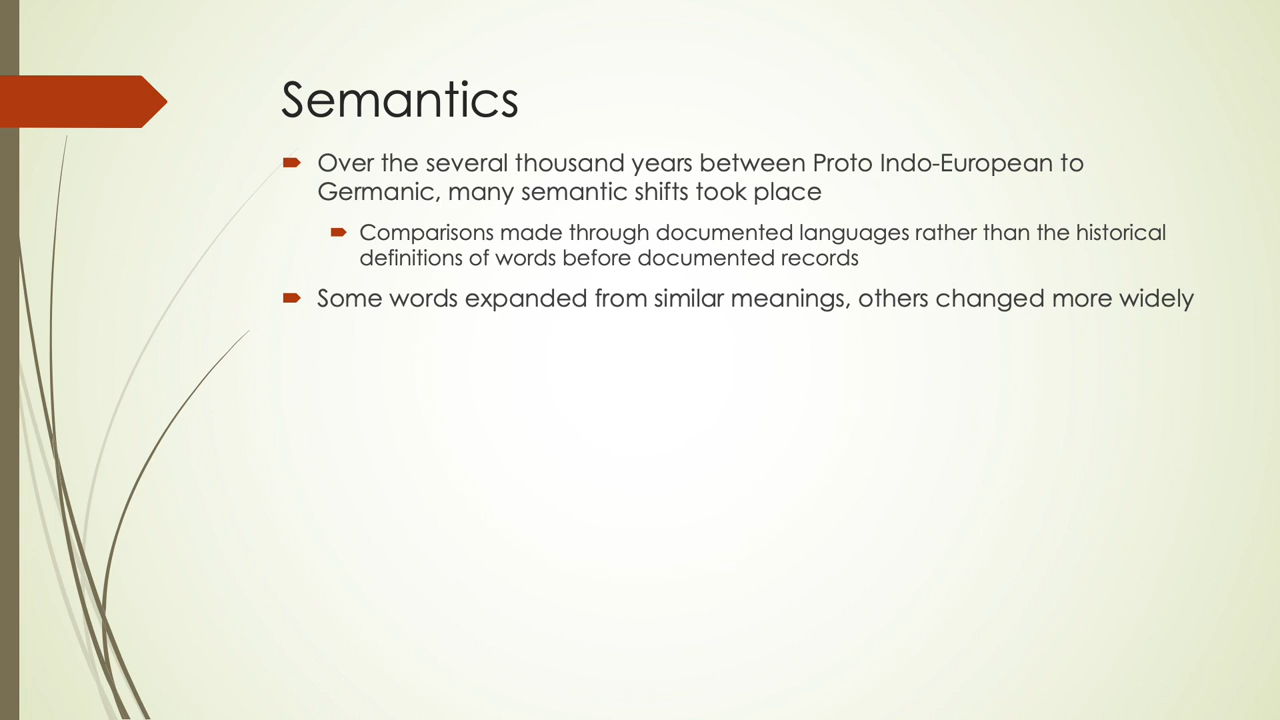 Semantics
Over the several thousand years between Proto Indo-European to
Germanic, many semantic shifts took place
Comparisons made through documented languages rather than the historical
definitions of words before documented records
Some words expanded from similar meanings, others changed more widely